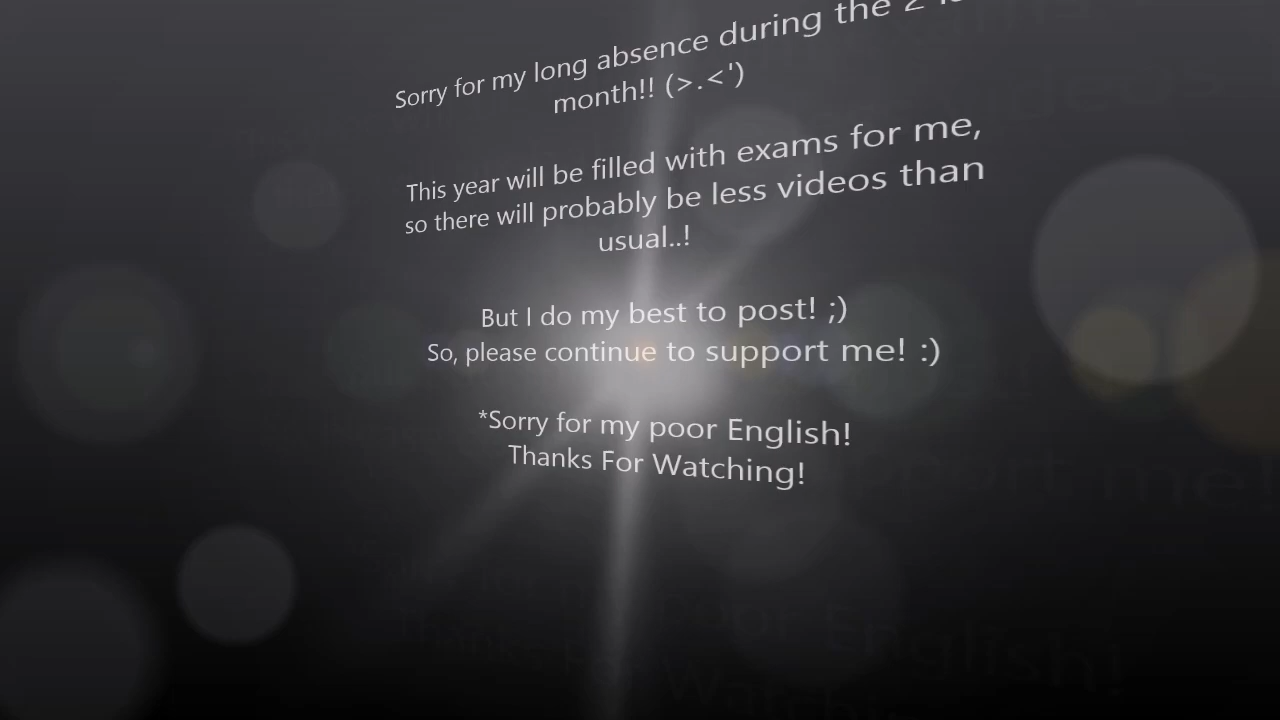 Sorry for my long absence during the 2
month!! (>.<')
This year will be filled with exams for me,
so there will probably be less videos than
usual..!
But I do my best to post! ;)
So, please continue to support me! :)
*Sorry for my poor English!
Thanks For Watching!